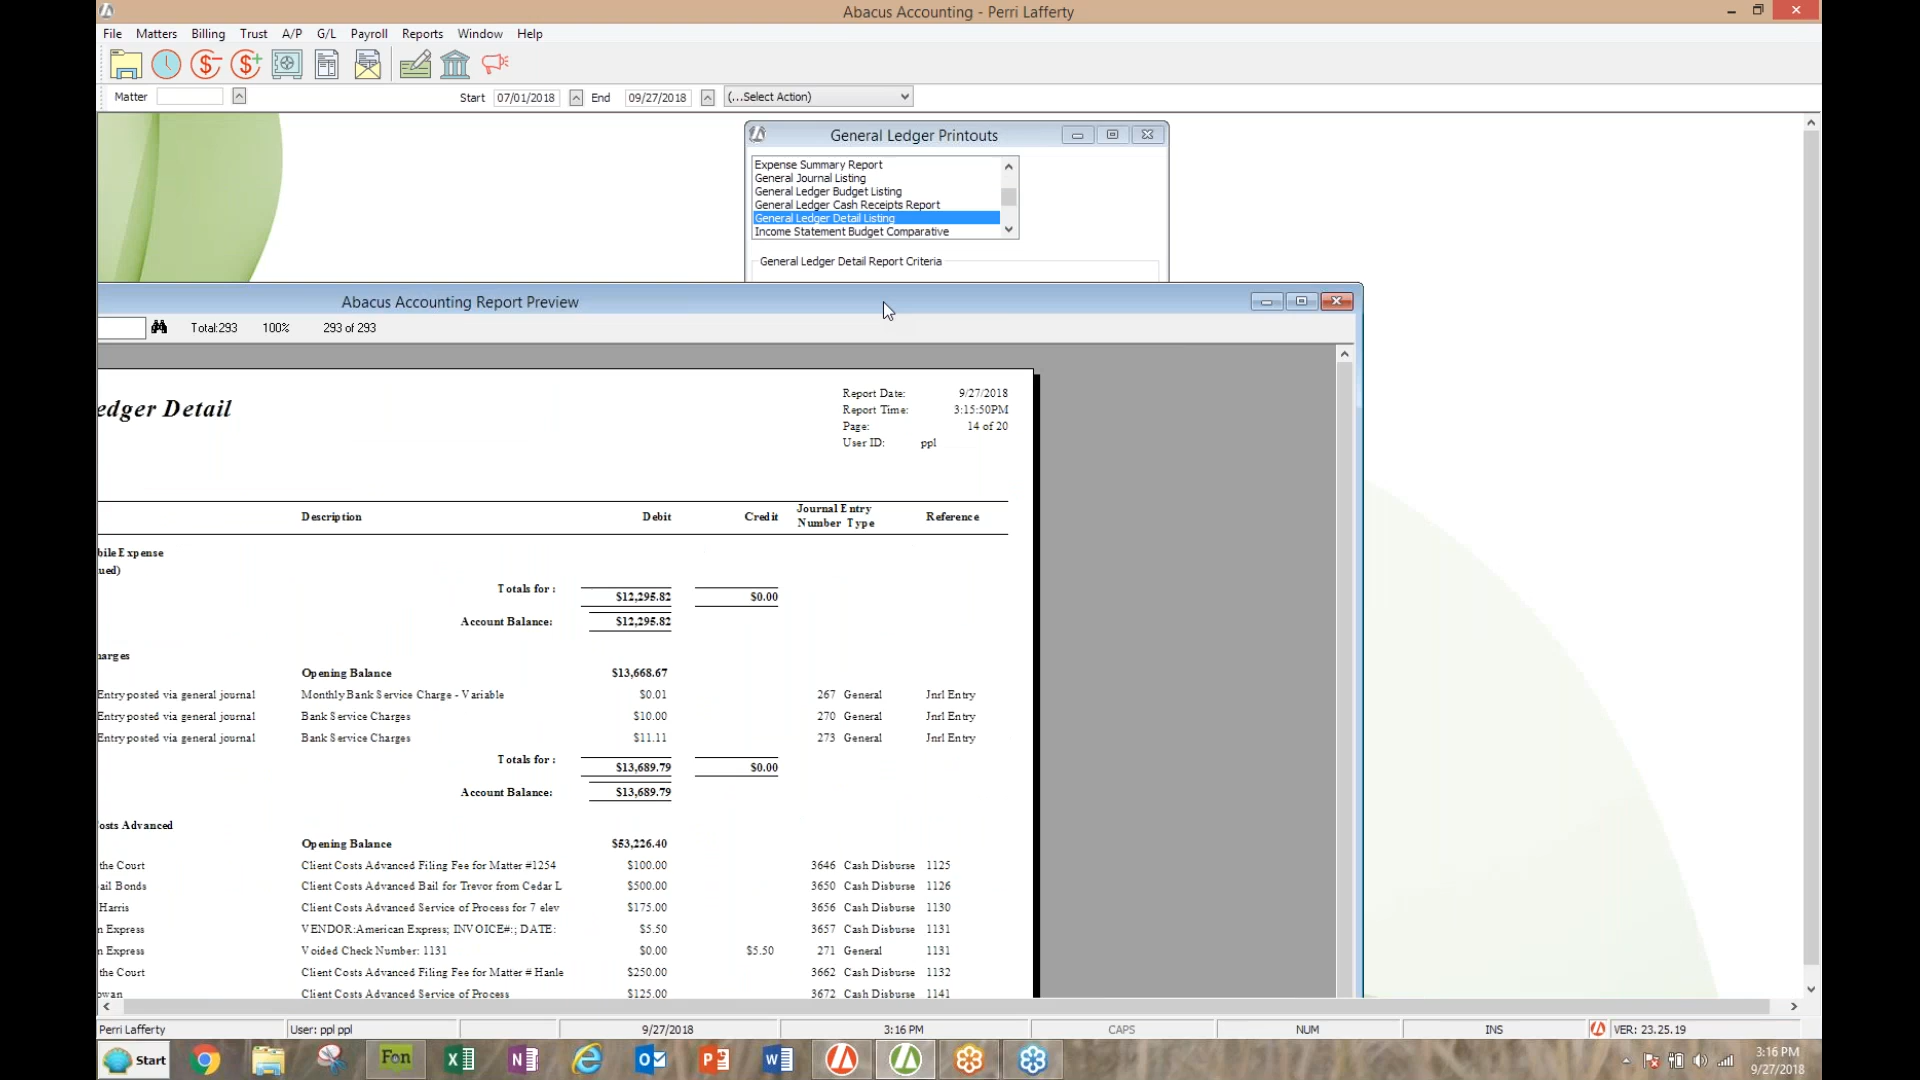 Abacus Accounting - Perri Lafferty
File Matters Billing Trust A/P G/L Payroll Reports Window Help
Matter Start 07/01/2018 End 09/27/2018 (...Select Action)
General Ledger Printouts
Expense Summary Report
General Journal Listing
General Ledger Budget Listing
General Ledger Cash Receipts Report
General Ledger Detail Listing
Income Statement Budget Comparative
General Ledger Detail Report Criteria
Abacus Accounting Report Preview
Total:293 100% 293 of 293
edger Detail
Report Date: 9/27/2018
Report Time: 3:15:50PM
Page: 14 of 20
User ID: ppl
Description Debit Credit Journal Entry Number Type Reference
bile Expense
ued)
Totals for : $12,295.82 $0.00
Account Balance: $12,295.82
harges
Opening Balance $13,668.67
Entry posted via general journal Monthly Bank Service Charge - Variable $0.01 267 General Jnrl Entry
Entry posted via general journal Bank Service Charges $10.00 270 General Jnrl Entry
Entry posted via general journal Bank Service Charges $11.11 273 General Jnrl Entry
Totals for : $13,689.79 $0.00
Account Balance: $13,689.79
osts Advanced
Opening Balance $53,226.40
the Court Client Costs Advanced Filing Fee for Matter #1254 $100.00 3646 Cash Disburse 1125
ail Bonds Client Costs Advanced Bail for Trevor from Cedar L $500.00 3650 Cash Disburse 1126
Harris Client Costs Advanced Service of Process for 7 elev $175.00 3656 Cash Disburse 1130
n Express VENDOR:American Express; INVOICE#:; DATE: $5.50 3657 Cash Disburse 1131
n Express Voided Check Number: 1131 $0.00 $5.50 271 General 1131
the Court Client Costs Advanced Filing Fee for Matter # Hanle $250.00 3662 Cash Disburse 1132
owan Client Costs Advanced Service of Process $125.00 3672 Cash Disburse 1141
Perri Lafferty User: ppl ppl 9/27/2018 3:16 PM CAPS NUM INS VER: 23.25.19
Start Fon 3:16 PM
9/27/2018